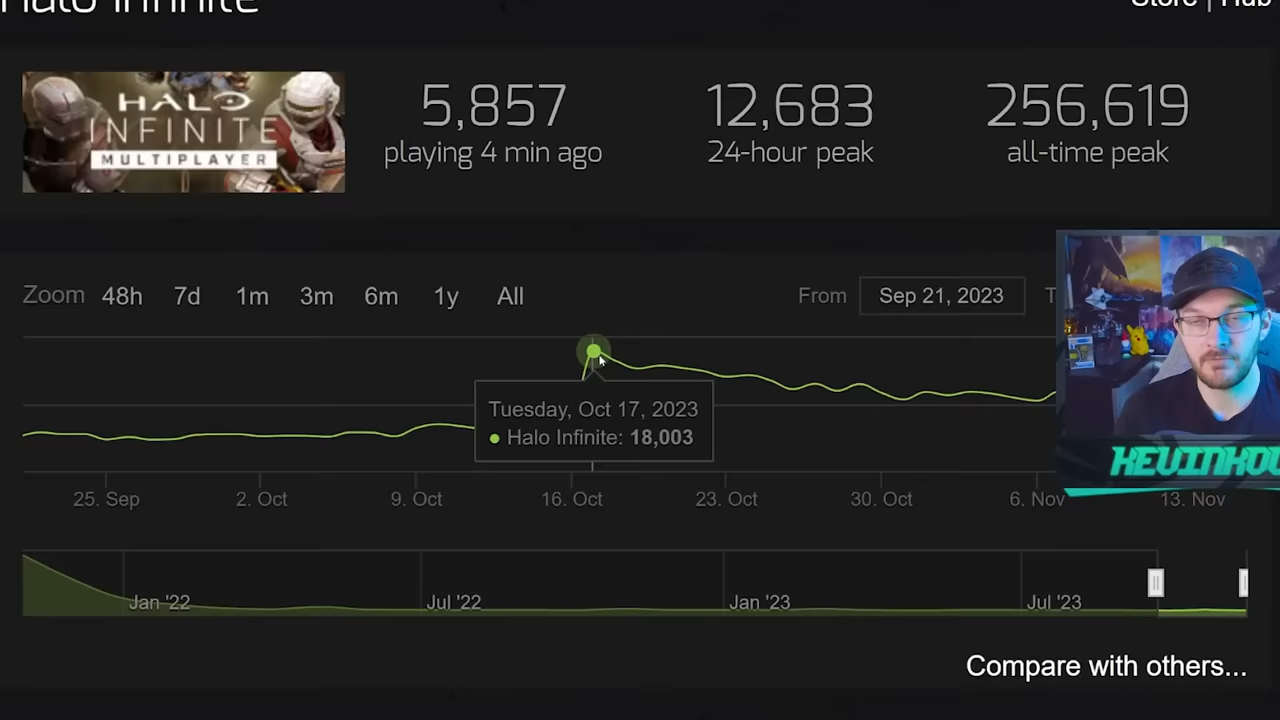 Halo Infinite
Store | Hub
HALO
INFINITE
MULTIPLAYER
5,857
playing 4 min ago
12,683
24-hour peak
256,619
all-time peak
Zoom 48h 7d 1m 3m 6m 1y All
From Sep 21, 2023
Tuesday, Oct 17, 2023
Halo Infinite: 18,003
25. Sep 2. Oct 9. Oct 16. Oct 23. Oct 30. Oct 6. Nov 13. Nov
Jan '22 Jul '22 Jan '23 Jul '23
Compare with others...